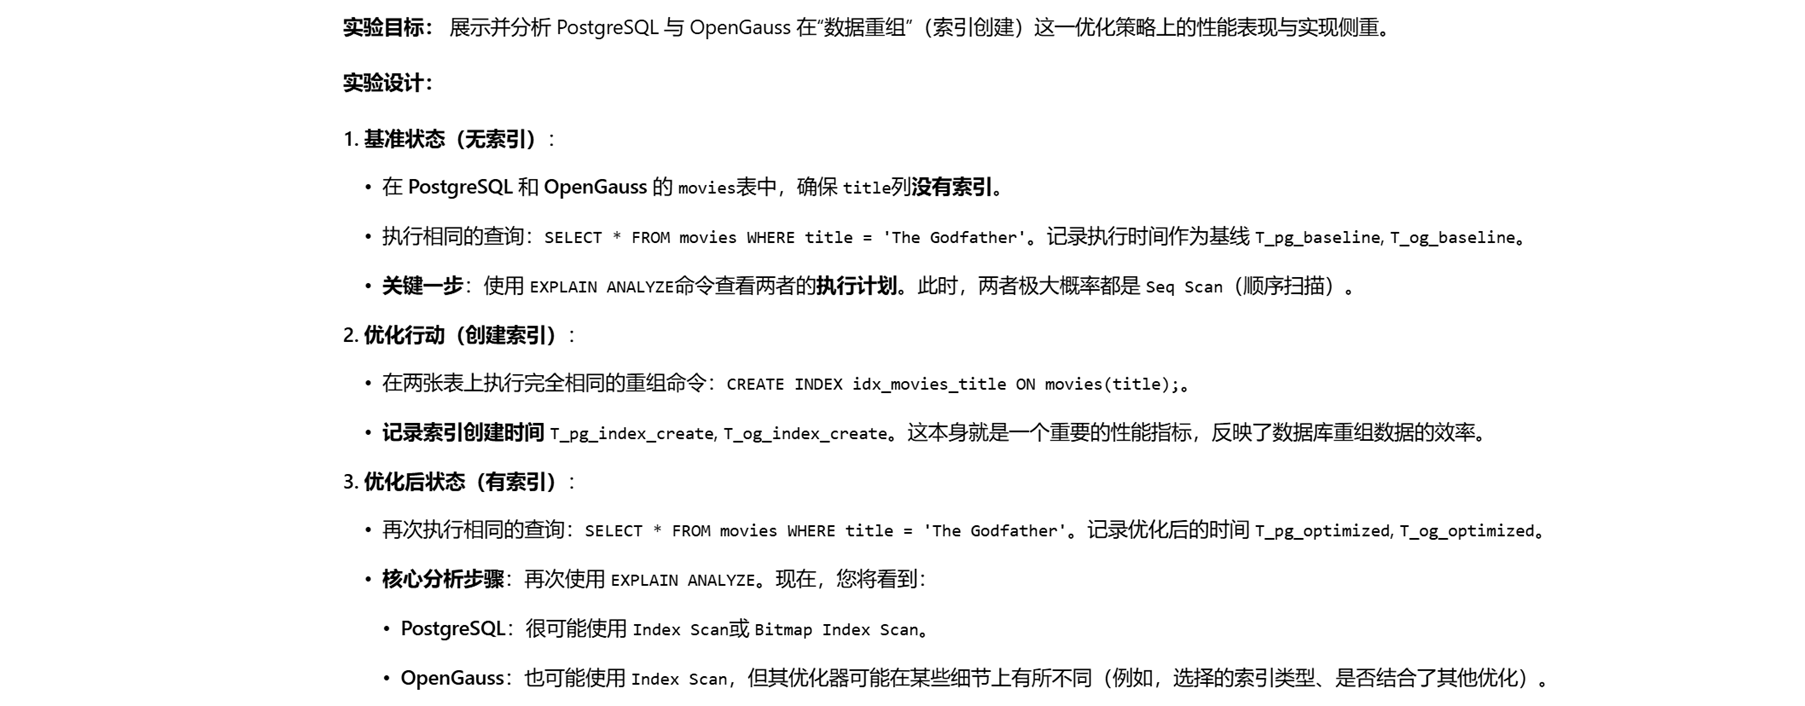 实验目标： 展示并分析 PostgreSQL 与 OpenGauss 在“数据重组”（索引创建）这一优化策略上的性能表现与实现侧重。
实验设计：
1. 基准状态（无索引）：
• 在 PostgreSQL 和 OpenGauss 的 movies表中，确保 title列没有索引。
• 执行相同的查询：SELECT * FROM movies WHERE title = 'The Godfather'。记录执行时间作为基线 T_pg_baseline, T_og_baseline。
• 关键一步：使用 EXPLAIN ANALYZE命令查看两者的执行计划。此时，两者极大概率都是 Seq Scan（顺序扫描）。
2. 优化行动（创建索引）：
• 在两张表上执行完全相同的重组命令：CREATE INDEX idx_movies_title ON movies(title);。
• 记录索引创建时间 T_pg_index_create, T_og_index_create。这本身就是一个重要的性能指标，反映了数据库重组数据的效率。
3. 优化后状态（有索引）：
• 再次执行相同的查询：SELECT * FROM movies WHERE title = 'The Godfather'。记录优化后的时间 T_pg_optimized, T_og_optimized。
• 核心分析步骤：再次使用 EXPLAIN ANALYZE。现在，您将看到：
• PostgreSQL：很可能使用 Index Scan或 Bitmap Index Scan。
• OpenGauss：也可能使用 Index Scan，但其优化器可能在某些细节上有所不同（例如，选择的索引类型、是否结合了其他优化）。